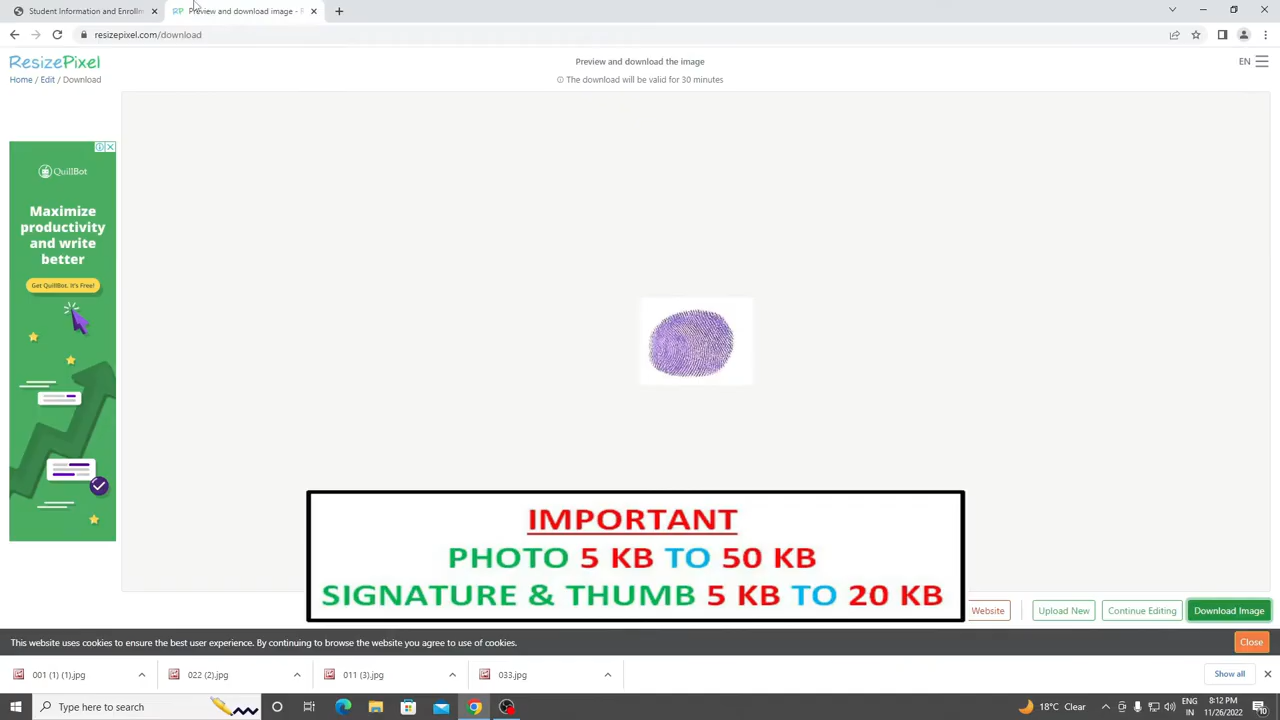 Student Information and Enrollm
Preview and download the image -
resizepixel.com/download
ResizePixel
Home / Edit / Download
Preview and download the image
The download will be valid for 30 minutes
EN
QuillBot
Maximize
productivity
and write
better
Get QuillBot. It's Free!
IMPORTANT
PHOTO 5 KB TO 50 KB
SIGNATURE & THUMB 5 KB TO 20 KB
Website
Upload New
Continue Editing
Download Image
This website uses cookies to ensure the best user experience. By continuing to browse the website you agree to use of cookies.
Close
001 (1) (1).jpg
022 (2).jpg
011 (3).jpg
033.jpg
Show all
Type here to search
18°C Clear
ENG
IN
8:12 PM
11/26/2022
10